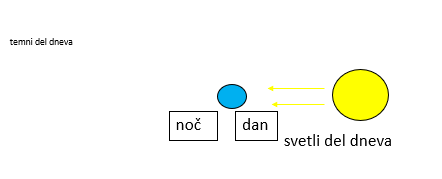 temni del dneva
noč
dan
svetli del dneva